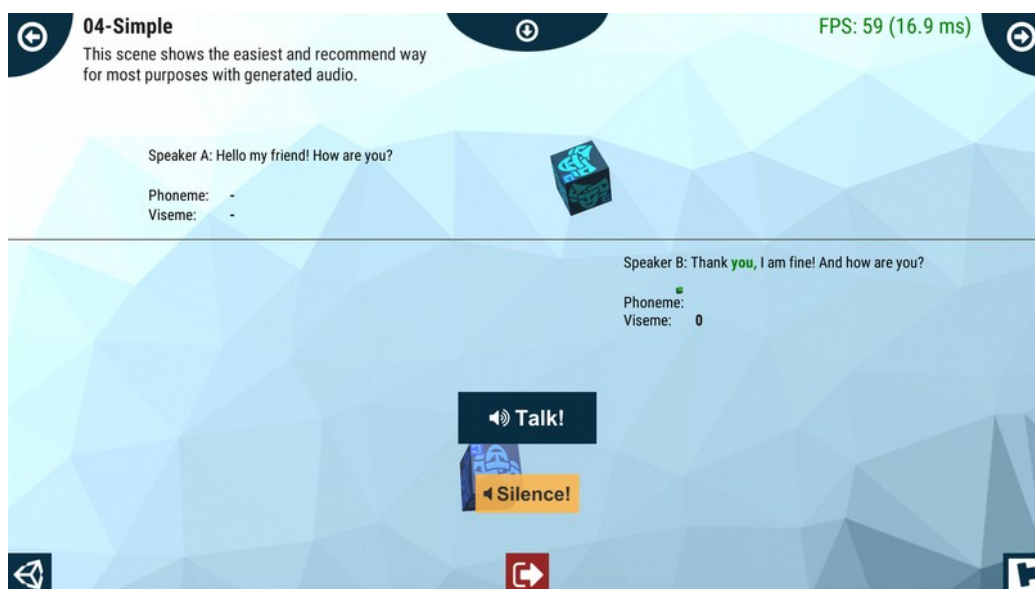 04-Simple
FPS: 59 (16.9 ms)
This scene shows the easiest and recommend way
for most purposes with generated audio.
Speaker A: Hello my friend! How are you?
Phoneme: -
Viseme: -
Speaker B: Thank you, I am fine! And how are you?
Phoneme:
Viseme: 0
Talk!
Silence!